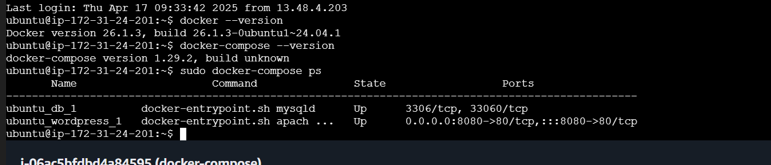 Last login: Thu Apr 17 09:33:42 2025 from 13.48.4.203
ubuntu@ip-172-31-24-201:~$ docker --version
Docker version 26.1.3, build 26.1.3-0ubuntu1~24.04.1
ubuntu@ip-172-31-24-201:~$ docker-compose --version
docker-compose version 1.29.2, build unknown
ubuntu@ip-172-31-24-201:~$ sudo docker-compose ps
Name Command State Ports
--------------------------------------------------------------------------------------------------
ubuntu_db_1 docker-entrypoint.sh mysqld Up 3306/tcp, 33060/tcp
ubuntu_wordpress_1 docker-entrypoint.sh apach ... Up 0.0.0.0:8080->80/tcp,:::8080->80/tcp
ubuntu@ip-172-31-24-201:~$
i-06ac5bfdbd4a84595 (docker-compose)